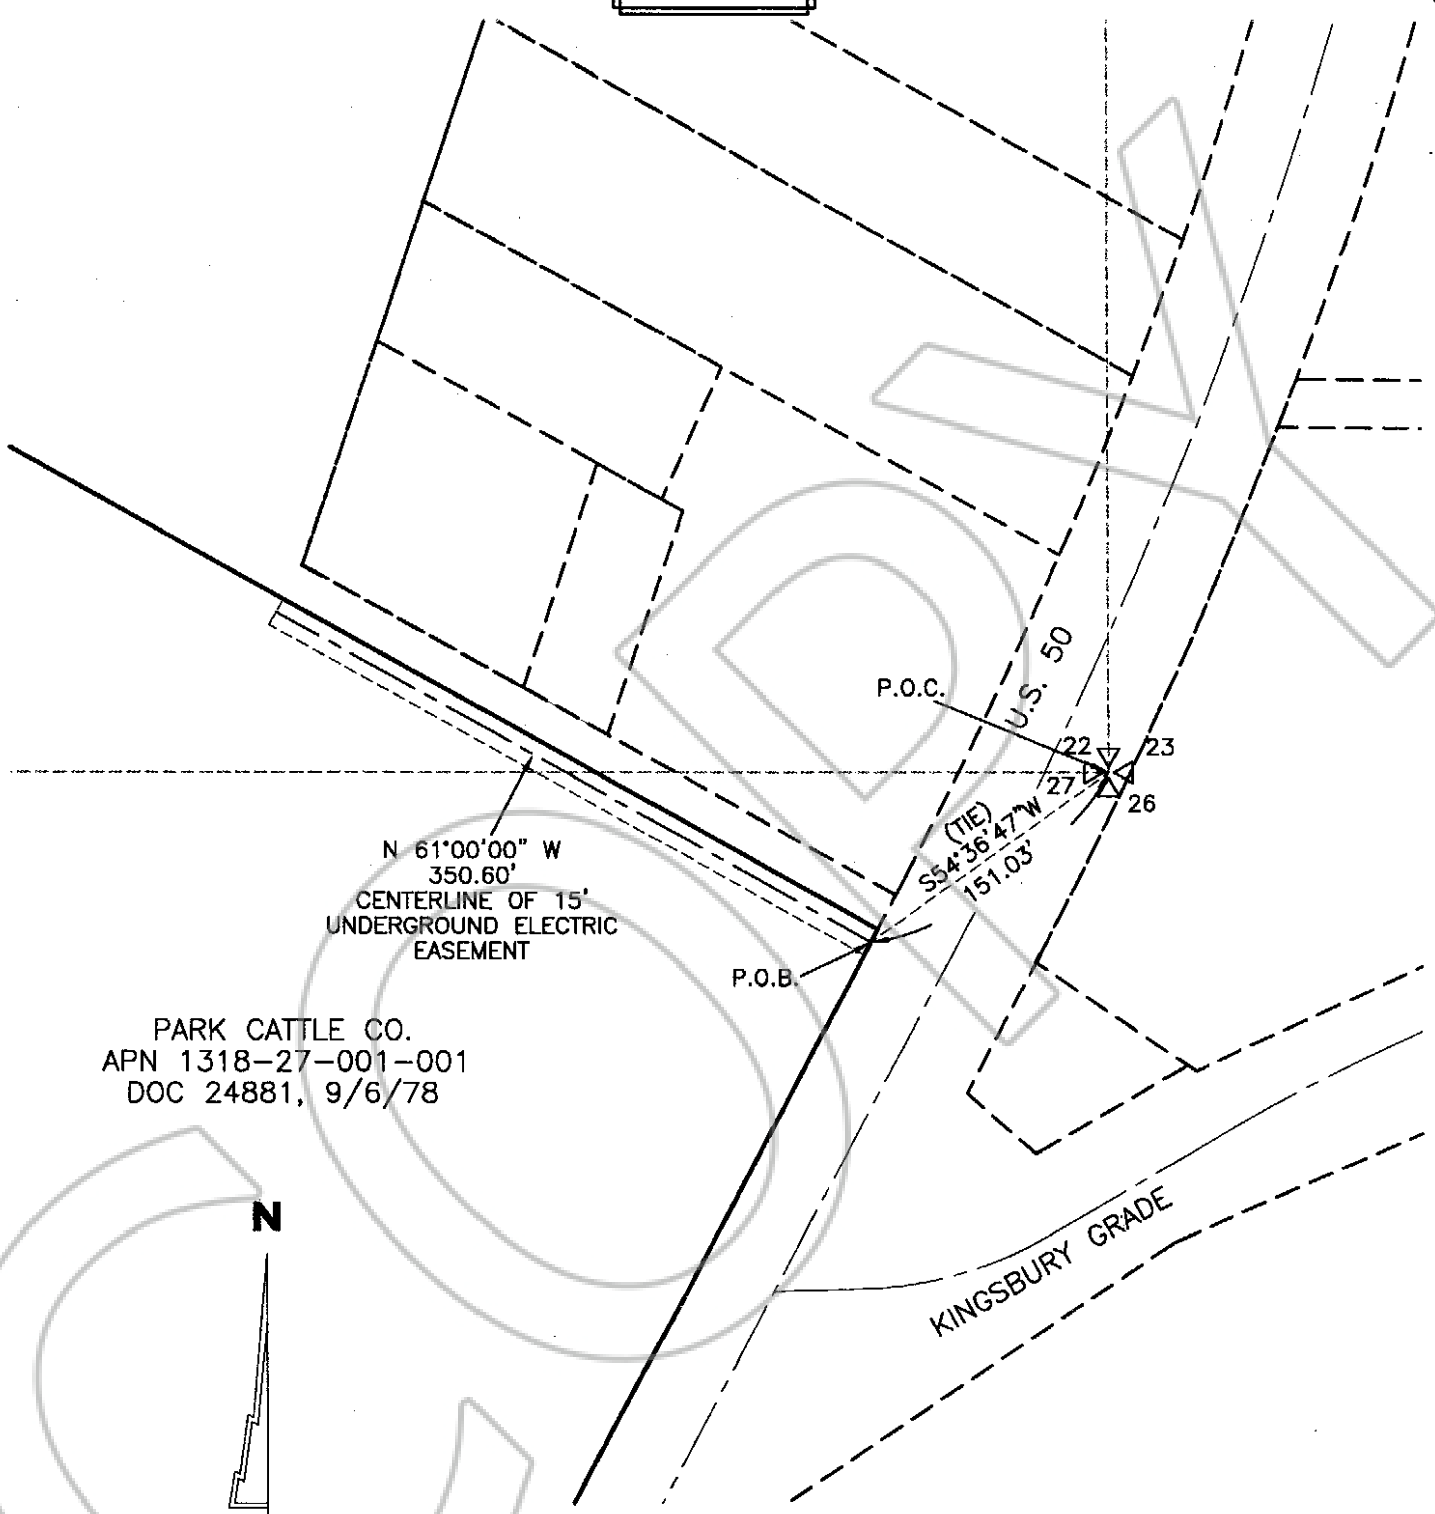 U.S. 50
P.O.C.
22
23
27
26
(TIE)
S54°36'47"W
151.03'
N 61°00'00" W
350.60'
CENTERLINE OF 15'
UNDERGROUND ELECTRIC
EASEMENT
P.O.B.
PARK CATTLE CO.
APN 1318-27-001-001
DOC 24881, 9/6/78
N
KINGSBURY GRADE
COPY